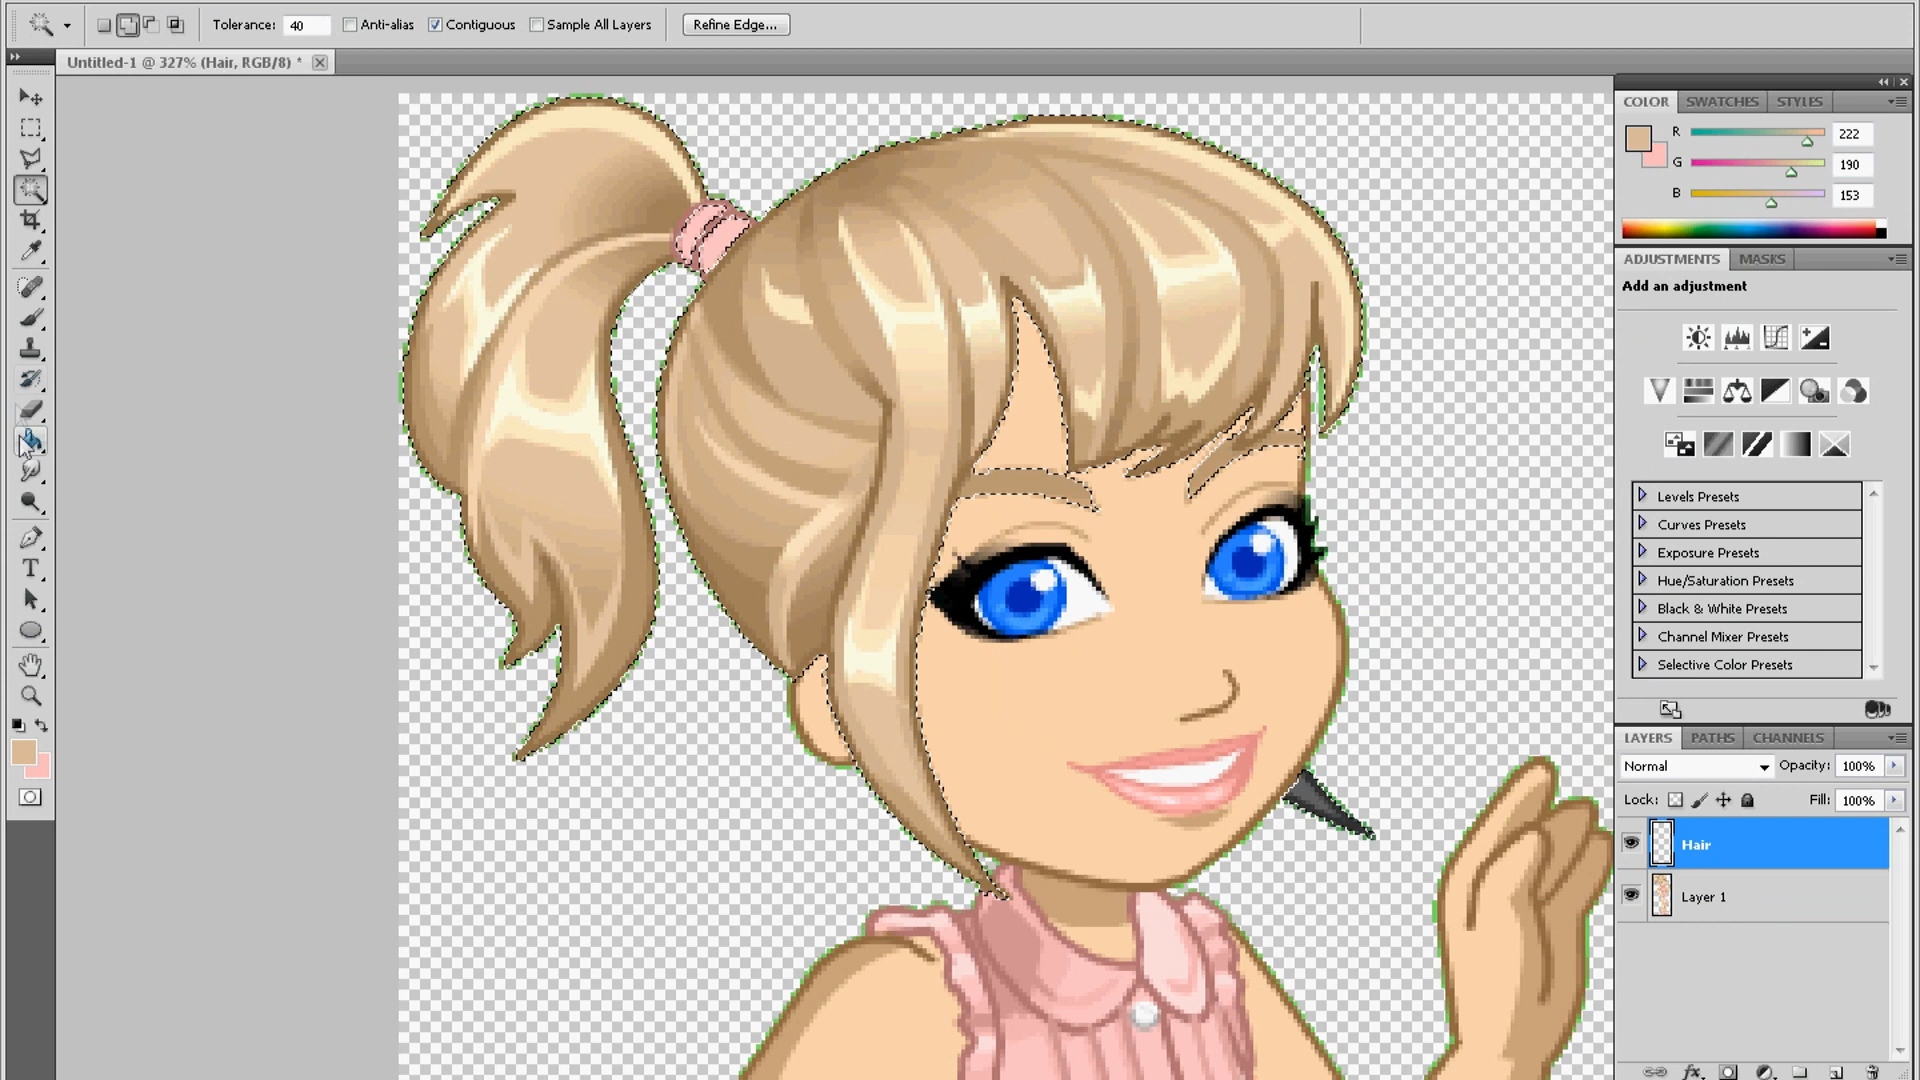 Tolerance: 40 Anti-alias Contiguous Sample All Layers Refine Edge...
Untitled-1 @ 327% (Hair, RGB/8) *
COLOR SWATCHES STYLES
R 222
G 190
B 153
ADJUSTMENTS MASKS
Add an adjustment
Levels Presets
Curves Presets
Exposure Presets
Hue/Saturation Presets
Black & White Presets
Channel Mixer Presets
Selective Color Presets
LAYERS PATHS CHANNELS
Normal Opacity: 100%
Lock: Fill: 100%
Hair
Layer 1